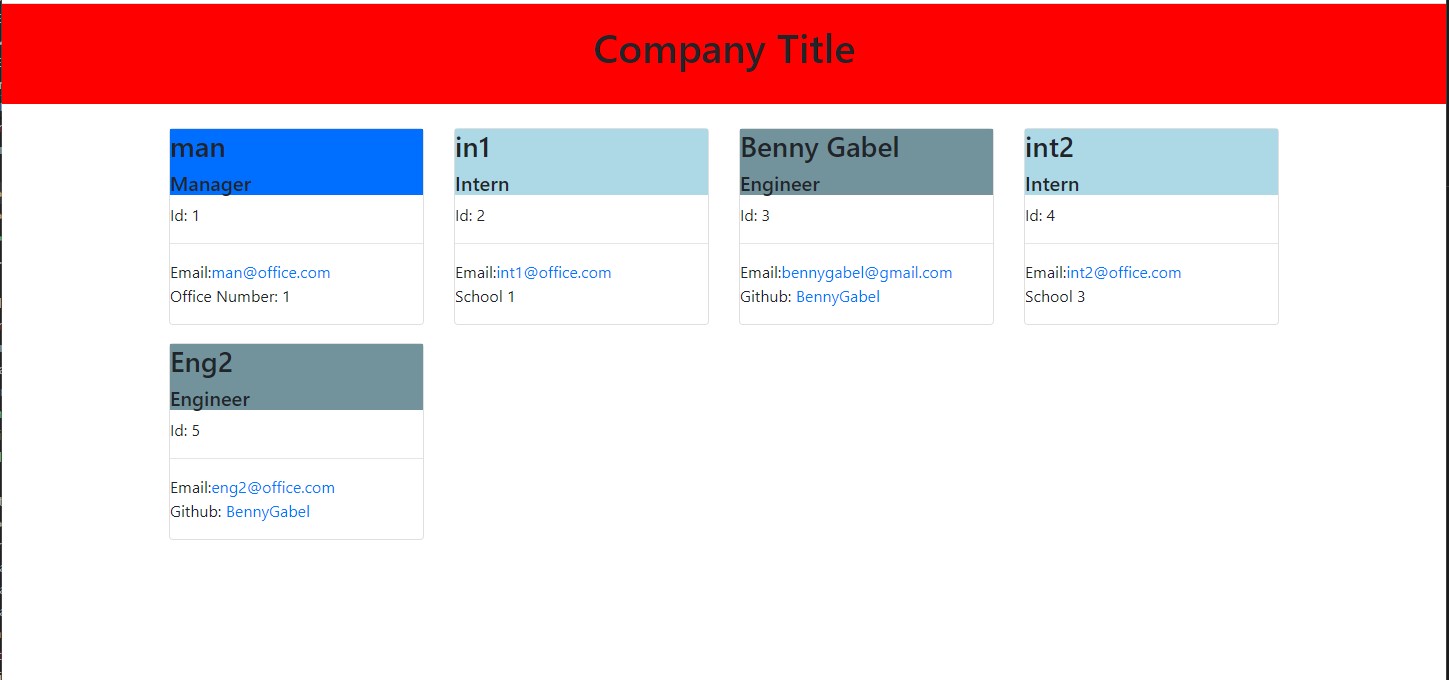 Company Title
man
Manager
Id: 1
Email:man@office.com
Office Number: 1
in1
Intern
Id: 2
Email:int1@office.com
School 1
Benny Gabel
Engineer
Id: 3
Email:bennygabel@gmail.com
Github: BennyGabel
int2
Intern
Id: 4
Email:int2@office.com
School 3
Eng2
Engineer
Id: 5
Email:eng2@office.com
Github: BennyGabel